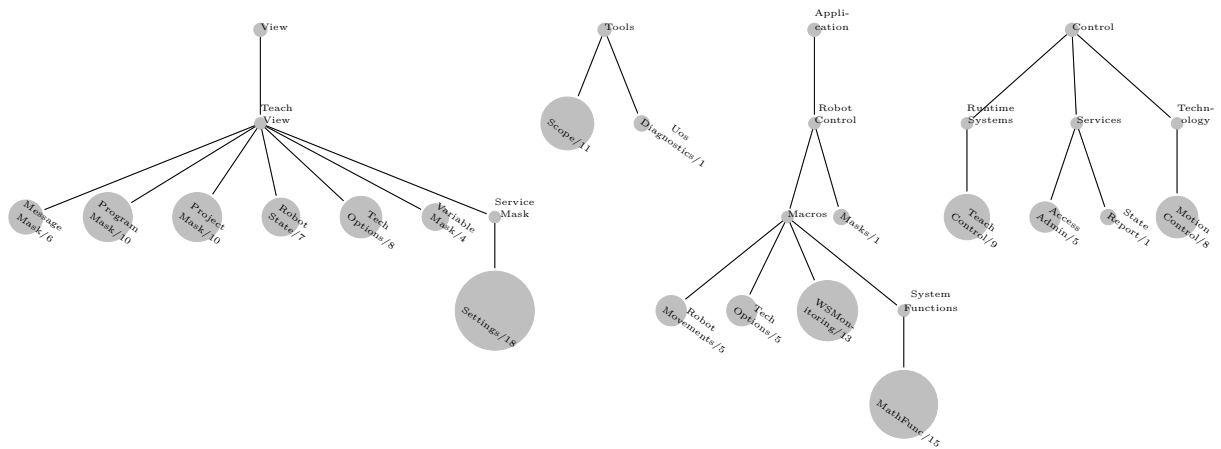 View
Teach
View
Message
Mask/6
Program
Mask/10
Project
Mask/10
Robot
State/7
Tech
Options/8
Variable
Mask/4
Service
Mask
Settings/18
Tools
Scope/11
Uos
Diagnostics/1
Appli-
cation
Robot
Control
Macros
Masks/1
Robot
Movements/5
Tech
Options/5
WSMon-
itoring/13
System
Functions
MathFunc/15
Control
Runtime
Systems
Services
Techn-
ology
Teach
Control/9
Access
Admin/5
State
Report/1
Motion
Control/8